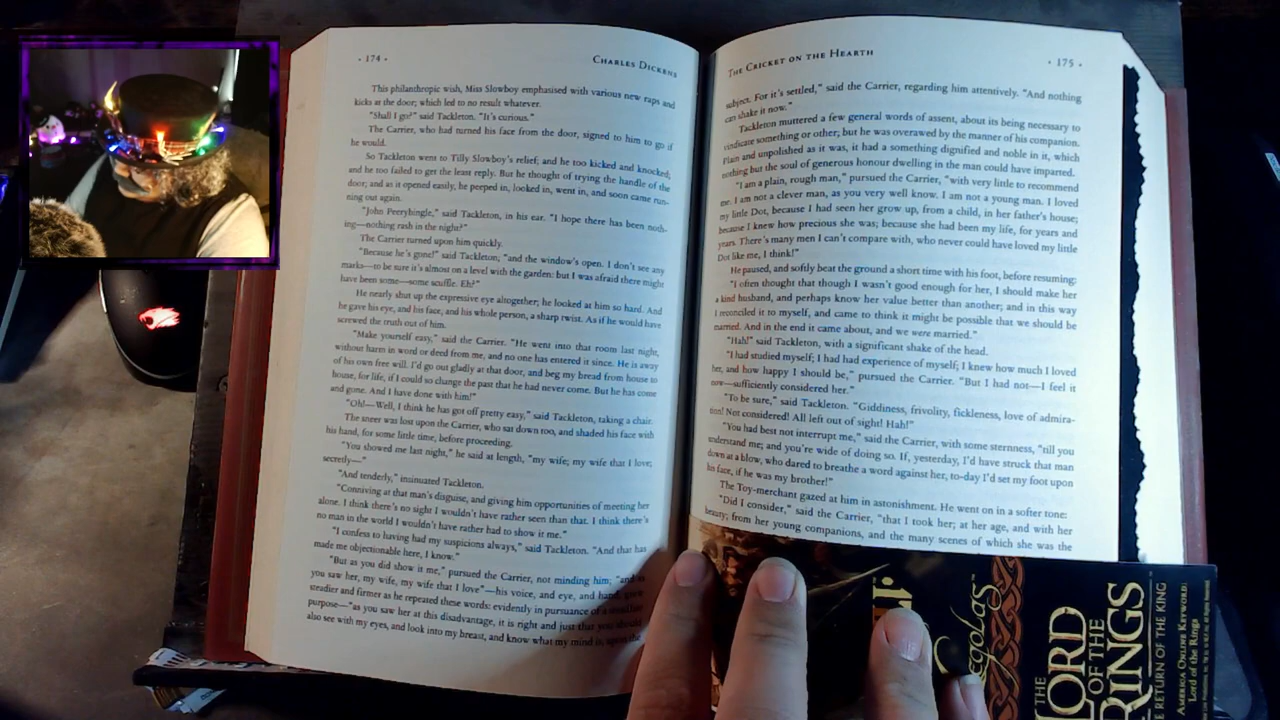 · 174 ·
CHARLES DICKENS
This philanthropic wish, Miss Slowboy emphasised with various new raps and
kicks at the door; which led to no result whatever.
"Shall I go?" said Tackleton. "It's curious."
The Carrier, who had turned his face from the door, signed to him to go if
he would.
So Tackleton went to Tilly Slowboy's relief; and he too kicked and knocked;
and he too failed to get the least reply. But he thought of trying the handle of the
door; and as it opened easily, he peeped in, looked in, went in, and soon came run-
ning out again.
"John Peerybingle," said Tackleton, in his ear. "I hope there has been noth-
ing—nothing rash in the night?"
The Carrier turned upon him quickly.
"Because he's gone!" said Tackleton; "and the window's open. I don't see any
marks—to be sure it's almost on a level with the garden: but I was afraid there might
have been some—some scuffle. Eh?"
He nearly shut up the expressive eye altogether; he looked at him so hard. And
he gave his eye, and his face, and his whole person, a sharp twist. As if he would have
screwed the truth out of him.
"Make yourself easy," said the Carrier. "He went into that room last night,
without harm in word or deed from me, and no one has entered it since. He is away
of his own free will. I'd go out gladly at that door, and beg my bread from house to
house, for life, if I could so change the past that he had never come. But he has come
and gone. And I have done with him!"
"Oh!—Well, I think he has got off pretty easy," said Tackleton, taking a chair.
The sneer was lost upon the Carrier, who sat down too, and shaded his face with
his hand, for some little time, before proceeding.
"You showed me last night," he said at length, "my wife; my wife that I love;
secretly—"
"And tenderly," insinuated Tackleton.
"Conniving at that man's disguise, and giving him opportunities of meeting her
alone. I think there's no sight I wouldn't have rather seen than that. I think there's
no man in the world I wouldn't have rather had to show it me."
"I confess to having had my suspicions always," said Tackleton. "And that has
made me objectionable here, I know."
"But as you did show it me," pursued the Carrier, not minding him; "and as
you saw her, my wife, my wife that I love"—his voice, and eye, and hand, grew
steadier and firmer as he repeated these words: evidently in pursuance of a steadfast
purpose—"as you saw her at this disadvantage, it is right and just that you should
also see with my eyes, and look into my breast, and know what my mind is, upon the
THE CRICKET ON THE HEARTH
· 175 ·
subject. For it's settled," said the Carrier, regarding him attentively. "And nothing
can shake it now."
Tackleton muttered a few general words of assent, about its being necessary to
vindicate something or other; but he was overawed by the manner of his companion.
Plain and unpolished as it was, it had a something dignified and noble in it, which
nothing but the soul of generous honour dwelling in the man could have imparted.
"I am a plain, rough man," pursued the Carrier, "with very little to recommend
me. I am not a clever man, as you very well know. I am not a young man. I loved
my little Dot, because I had seen her grow up, from a child, in her father's house;
because I knew how precious she was; because she had been my life, for years and
years. There's many men I can't compare with, who never could have loved my little
Dot like me, I think!"
He paused, and softly beat the ground a short time with his foot, before resuming:
"I often thought that though I wasn't good enough for her, I should make her
a kind husband, and perhaps know her value better than another; and in this way
I reconciled it to myself, and came to think it might be possible that we should be
married. And in the end it came about, and we were married."
"Hah!" said Tackleton, with a significant shake of the head.
"I had studied myself; I had had experience of myself; I knew how much I loved
her, and how happy I should be," pursued the Carrier. "But I had not—I feel it
now—sufficiently considered her."
"To be sure," said Tackleton. "Giddiness, frivolity, fickleness, love of admira-
tion! Not considered! All left out of sight! Hah!"
"You had best not interrupt me," said the Carrier, with some sternness, "till you
understand me; and you're wide of doing so. If, yesterday, I'd have struck that man
down at a blow, who dared to breathe a word against her, to-day I'd set my foot upon
his face, if he was my brother!"
The Toy-merchant gazed at him in astonishment. He went on in a softer tone:
"Did I consider," said the Carrier, "that I took her; at her age, and with her
beauty; from her young companions, and the many scenes of which she was the
Legolas
THE
LORD
OF THE
RINGS
RETURN OF THE KING
AMERICA ONLINE KEYWORD:
Lord of the Rings